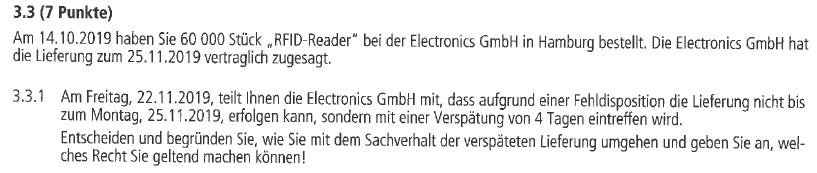 3.3 (7 Punkte)
Am 14.10.2019 haben Sie 60 000 Stück „RFID-Reader“ bei der Electronics GmbH in Hamburg bestellt. Die Electronics GmbH hat
die Lieferung zum 25.11.2019 vertraglich zugesagt.
3.3.1 Am Freitag, 22.11.2019, teilt Ihnen die Electronics GmbH mit, dass aufgrund einer Fehldisposition die Lieferung nicht bis
zum Montag, 25.11.2019, erfolgen kann, sondern mit einer Verspätung von 4 Tagen eintreffen wird.
Entscheiden und begründen Sie, wie Sie mit dem Sachverhalt der verspäteten Lieferung umgehen und geben Sie an, wel-
ches Recht Sie geltend machen können!